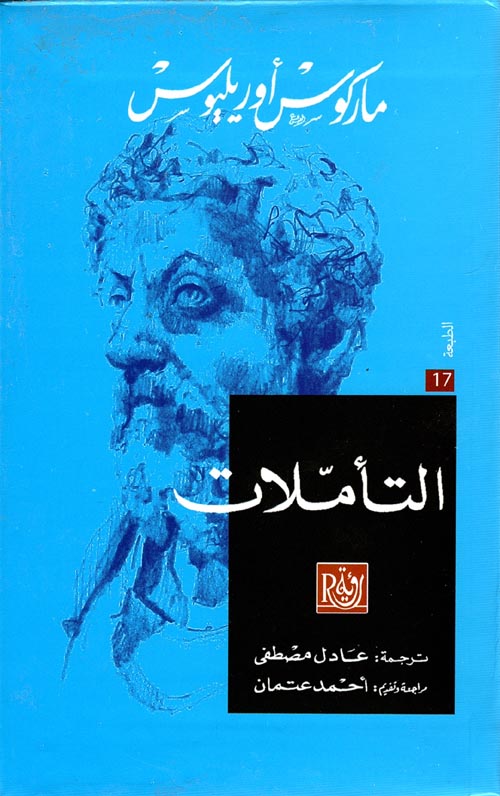 ماركوس أوريليوس
الطبعة
17
التأملات
رؤية R
ترجمة: عادل مصطفى
مراجعة وتقديم: أحمد عتمان